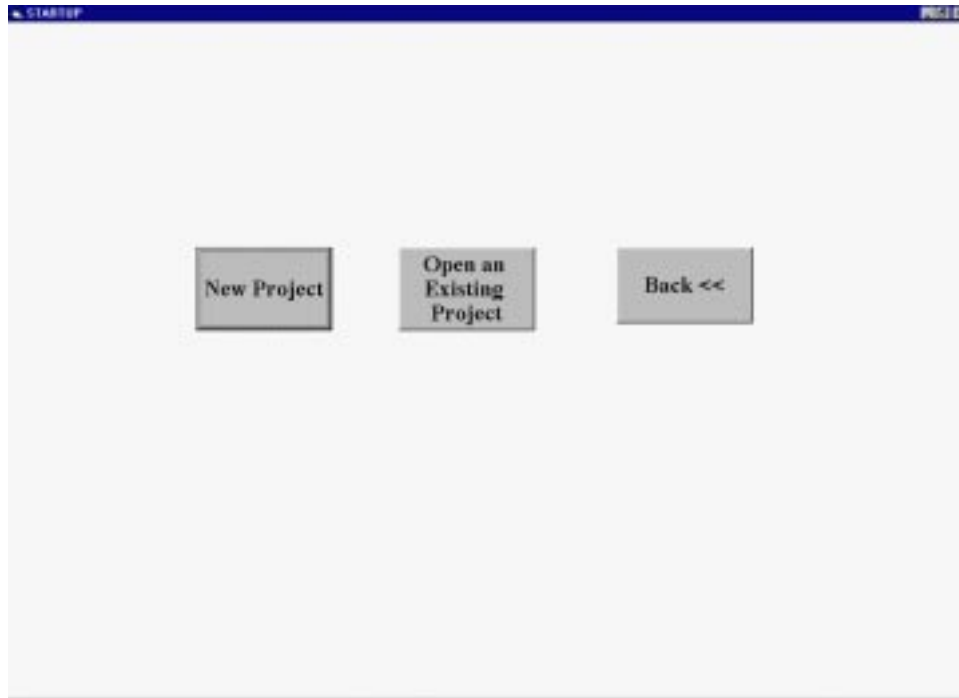 STARTUP
New Project
Open an
Existing
Project
Back <<